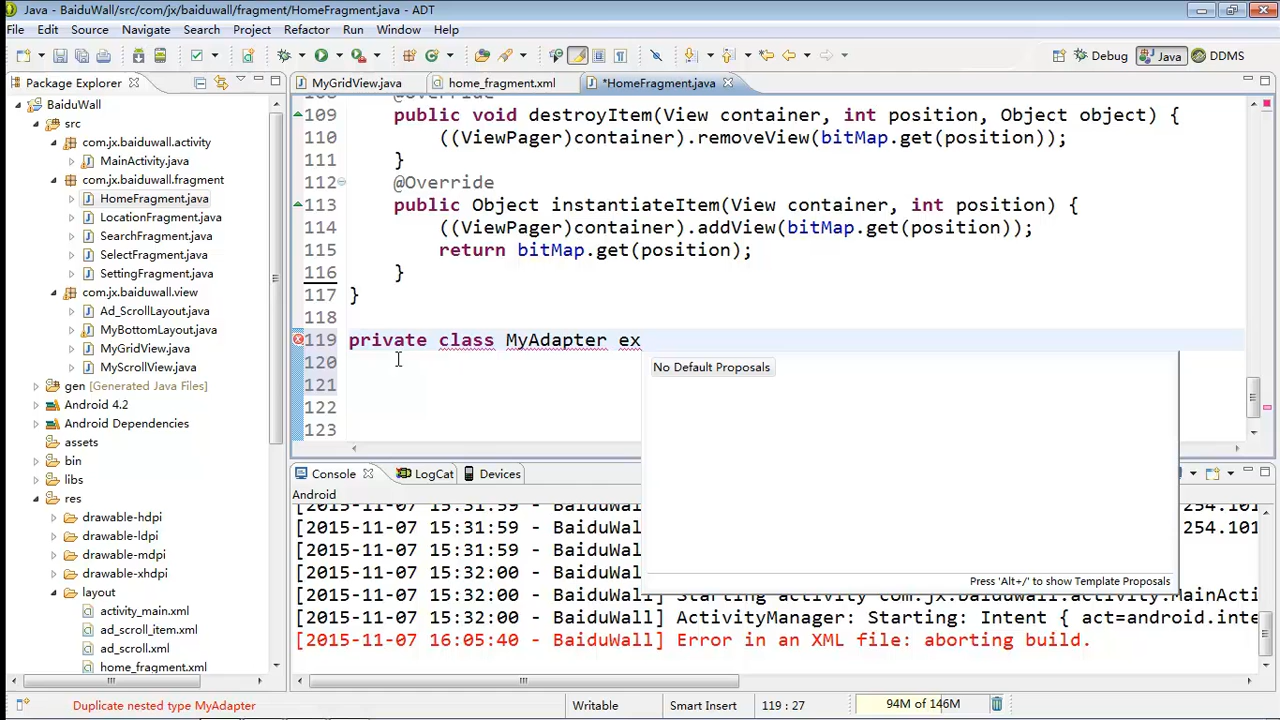 Java - BaiduWall/src/com/jx/baiduwall/fragment/HomeFragment.java - ADT
File Edit Source Navigate Search Project Refactor Run Window Help
Debug Java DDMS
Package Explorer
MyGridView.java home_fragment.xml *HomeFragment.java
BaiduWall
src
com.jx.baiduwall.activity
MainActivity.java
com.jx.baiduwall.fragment
HomeFragment.java
LocationFragment.java
SearchFragment.java
SelectFragment.java
SettingFragment.java
com.jx.baiduwall.view
Ad_ScrollLayout.java
MyBottomLayout.java
MyGridView.java
MyScrollView.java
gen [Generated Java Files]
Android 4.2
Android Dependencies
assets
bin
libs
res
drawable-hdpi
drawable-ldpi
drawable-mdpi
drawable-xhdpi
layout
activity_main.xml
ad_scroll_item.xml
ad_scroll.xml
home_fragment.xml
108 @Override
109 public void destroyItem(View container, int position, Object object) {
110 ((ViewPager)container).removeView(bitMap.get(position));
111 }
112 @Override
113 public Object instantiateItem(View container, int position) {
114 ((ViewPager)container).addView(bitMap.get(position));
115 return bitMap.get(position);
116 }
117 }
118
119 private class MyAdapter ex
120
121
122
123
No Default Proposals
Press 'Alt+/' to show Template Proposals
Console LogCat Devices
Android
[2015-11-07 15:31:59 - BaiduWal
[2015-11-07 15:31:59 - BaiduWal 254.101
[2015-11-07 15:31:59 - BaiduWal
[2015-11-07 15:32:00 - BaiduWal
[2015-11-07 15:32:00 - BaiduWall] Starting activity com.jx.baiduwall.activity.MainActi
[2015-11-07 15:32:00 - BaiduWall] ActivityManager: Starting: Intent { act=android.inte
[2015-11-07 16:05:40 - BaiduWall] Error in an XML file: aborting build.
Duplicate nested type MyAdapter Writable Smart Insert 119 : 27 94M of 146M